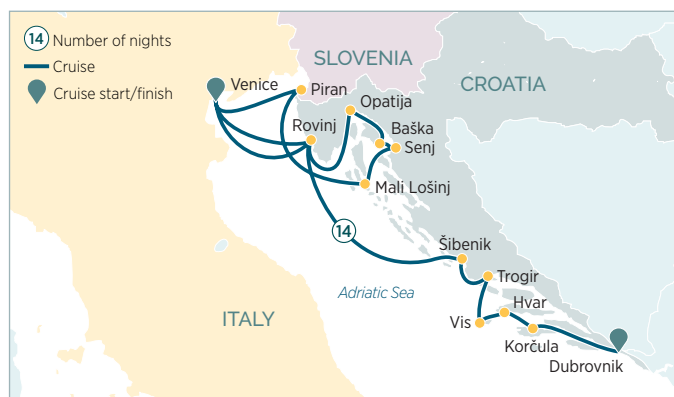 14 Number of nights
Cruise
Cruise start/finish
SLOVENIA
CROATIA
Venice
Piran
Opatija
Rovinj
Baška
Senj
Mali Lošinj
14
Šibenik
Trogir
Adriatic Sea
Hvar
ITALY
Vis
Korčula
Dubrovnik